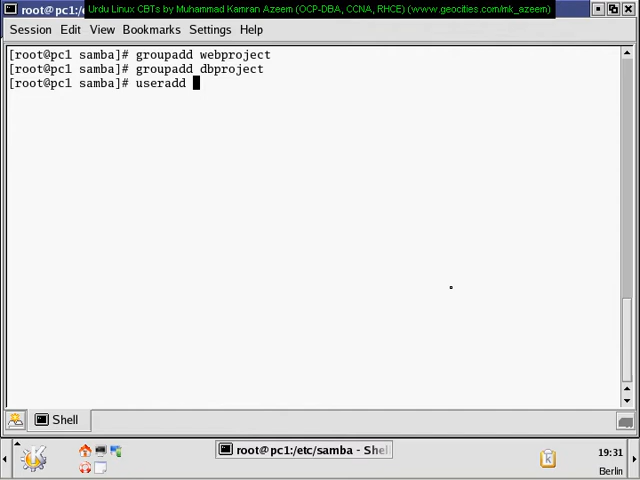 root@pc1:/e
Urdu Linux CBTs by Muhammad Kamran Azeem (OCP-DBA, CCNA, RHCE) (www.geocities.com/mk_azeem)
Session Edit View Bookmarks Settings Help
[root@pc1 samba]# groupadd webproject
[root@pc1 samba]# groupadd dbproject
[root@pc1 samba]# useradd
Shell
root@pc1:/etc/samba - Shel
19:31
Berlin